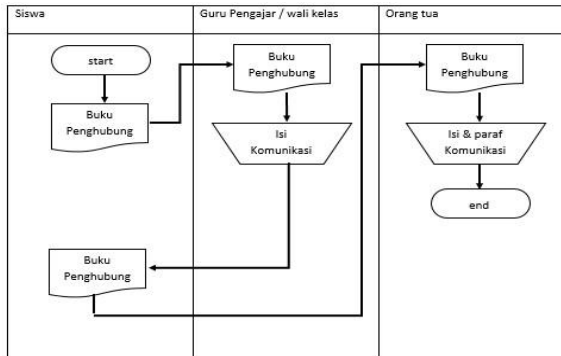 Siswa
Guru Pengajar / wali kelas
Orang tua
start
Buku
Penghubung
Buku
Penghubung
Isi
Komunikasi
Buku
Penghubung
Buku
Penghubung
Isi & paraf
Komunikasi
end